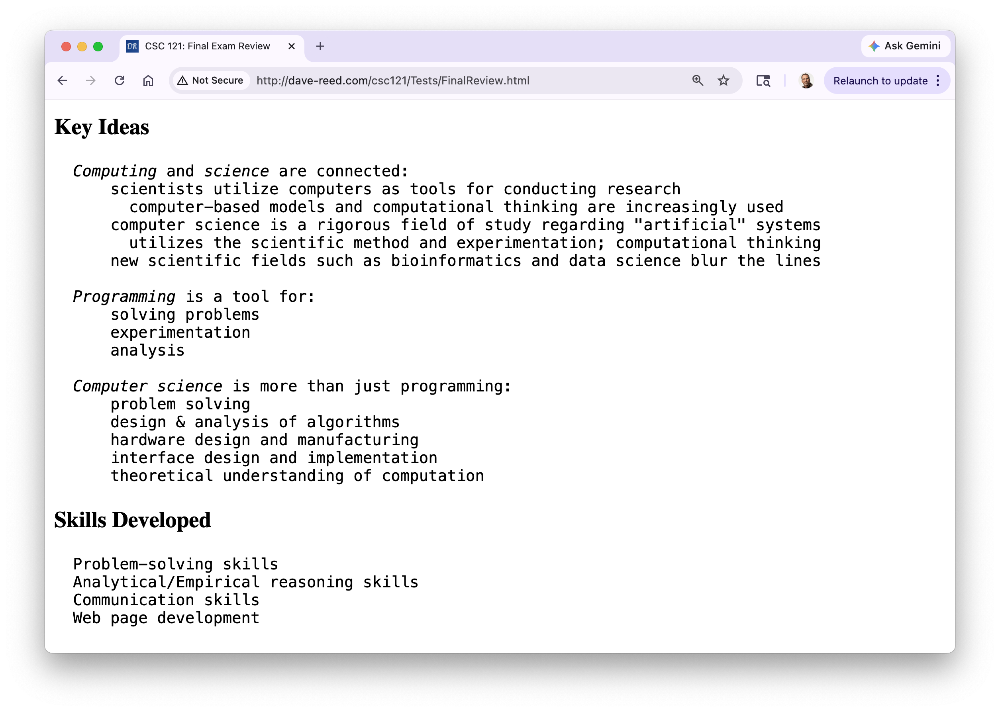 DR CSC 121: Final Exam Review
Ask Gemini
Not Secure http://dave-reed.com/csc121/Tests/FinalReview.html
Relaunch to update
Key Ideas
Computing and science are connected:
scientists utilize computers as tools for conducting research
computer-based models and computational thinking are increasingly used
computer science is a rigorous field of study regarding "artificial" systems
utilizes the scientific method and experimentation; computational thinking
new scientific fields such as bioinformatics and data science blur the lines
Programming is a tool for:
solving problems
experimentation
analysis
Computer science is more than just programming:
problem solving
design & analysis of algorithms
hardware design and manufacturing
interface design and implementation
theoretical understanding of computation
Skills Developed
Problem-solving skills
Analytical/Empirical reasoning skills
Communication skills
Web page development